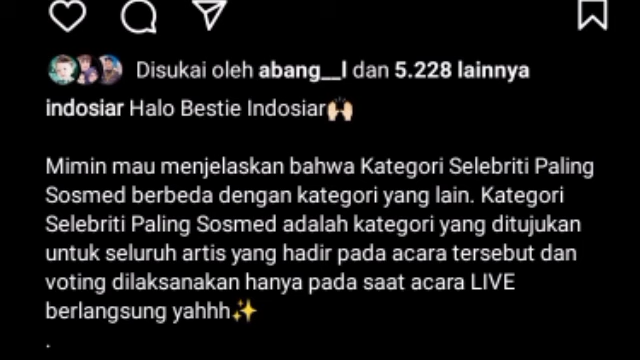 Disukai oleh abang__l dan 5.228 lainnya
indosiar Halo Bestie Indosiar🙌🏻
Mimin mau menjelaskan bahwa Kategori Selebriti Paling
Sosmed berbeda dengan kategori yang lain. Kategori
Selebriti Paling Sosmed adalah kategori yang ditujukan
untuk seluruh artis yang hadir pada acara tersebut dan
voting dilaksanakan hanya pada saat acara LIVE
berlangsung yahhh✨
.